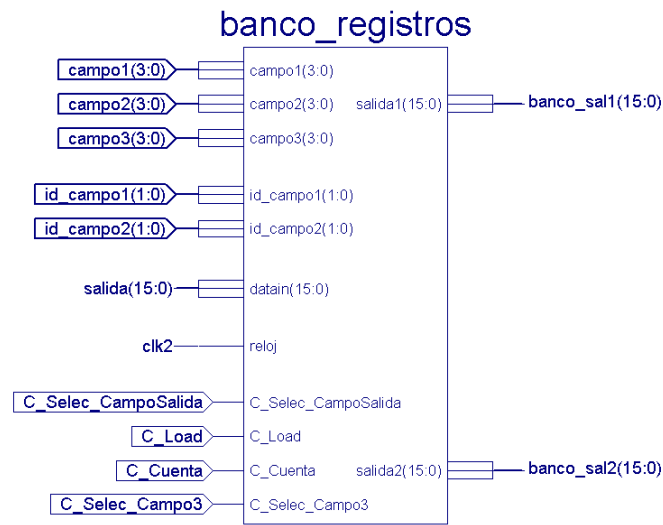 banco_registros
campo1(3:0) campo1(3:0)
campo2(3:0) campo2(3:0) salida1(15:0) banco_sal1(15:0)
campo3(3:0) campo3(3:0)
id_campo1(1:0) id_campo1(1:0)
id_campo2(1:0) id_campo2(1:0)
salida(15:0) datain(15:0)
clk2 reloj
C_Selec_CampoSalida C_Selec_CampoSalida
C_Load C_Load
C_Cuenta C_Cuenta salida2(15:0) banco_sal2(15:0)
C_Selec_Campo3 C_Selec_Campo3